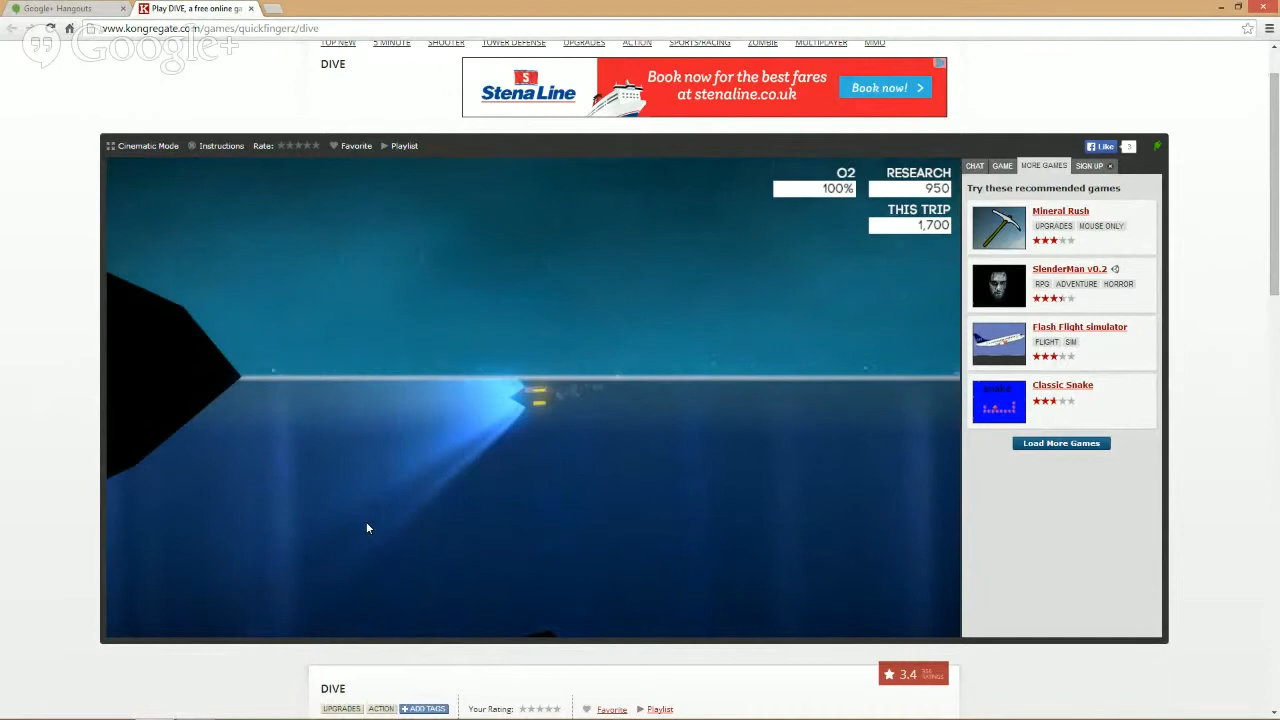 Google+ Hangouts
Play DIVE, a free online ga
www.kongregate.com/games/quickfingerz/dive
Google+
TOP NEW 5 MINUTE SHOOTER TOWER DEFENSE UPGRADES ACTION SPORTS/RACING ZOMBIE MULTIPLAYER MMO
DIVE
Stena Line
Book now for the best fares
at stenaline.co.uk
Book now!
Cinematic Mode Instructions Rate: Favorite Playlist
Like 3
O2 RESEARCH
100% 950
THIS TRIP
1,700
CHAT GAME MORE GAMES SIGN UP
Try these recommended games
Mineral Rush
UPGRADES MOUSE ONLY
SlenderMan v0.2
RPG ADVENTURE HORROR
Flash Flight simulator
FLIGHT SIM
Classic Snake
Load More Games
3.4 RATINGS
DIVE
UPGRADES ACTION ADD TAGS Your Rating: Favorite Playlist